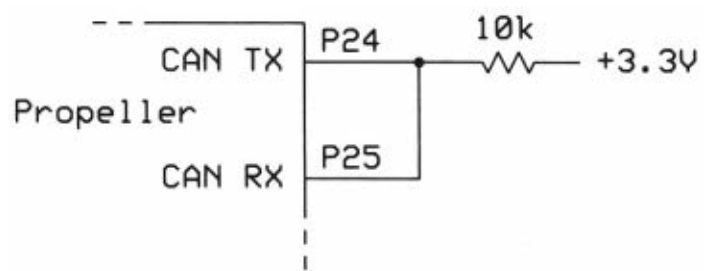 P24
10k
CAN TX
+3.3V
Propeller
P25
CAN RX